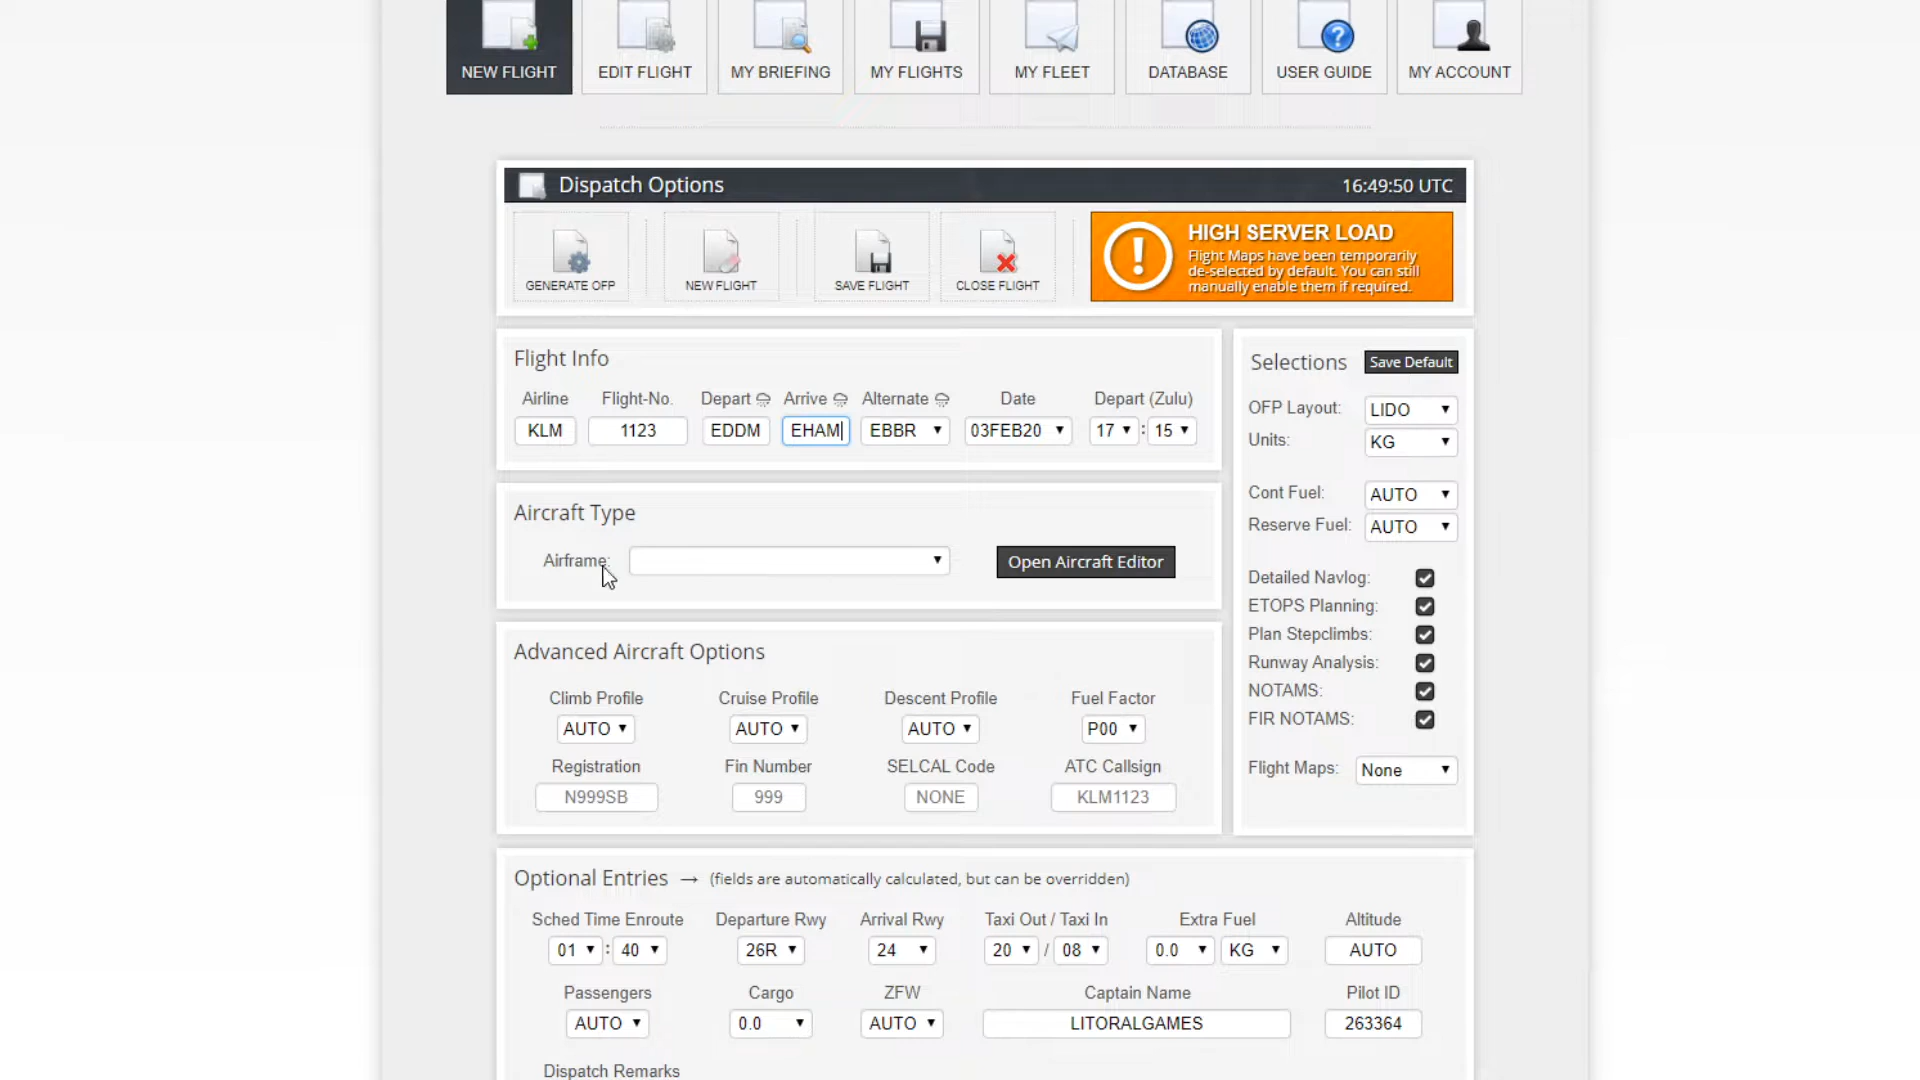 NEW FLIGHT EDIT FLIGHT MY BRIEFING MY FLIGHTS MY FLEET DATABASE USER GUIDE MY ACCOUNT
Dispatch Options 16:49:50 UTC
GENERATE OFP NEW FLIGHT SAVE FLIGHT CLOSE FLIGHT
HIGH SERVER LOAD
Flight Maps have been temporarily
de-selected by default. You can still
manually enable them if required.
Flight Info
Airline Flight-No. Depart Arrive Alternate Date Depart (Zulu)
KLM 1123 EDDM EHAM EBBR 03FEB20 17 : 15
Aircraft Type
Airframe: Open Aircraft Editor
Advanced Aircraft Options
Climb Profile Cruise Profile Descent Profile Fuel Factor
AUTO AUTO AUTO P00
Registration Fin Number SELCAL Code ATC Callsign
N999SB 999 NONE KLM1123
Selections Save Default
OFP Layout: LIDO
Units: KG
Cont Fuel: AUTO
Reserve Fuel: AUTO
Detailed Navlog:
ETOPS Planning:
Plan Stepclimbs:
Runway Analysis:
NOTAMS:
FIR NOTAMS:
Flight Maps: None
Optional Entries → (fields are automatically calculated, but can be overridden)
Sched Time Enroute Departure Rwy Arrival Rwy Taxi Out / Taxi In Extra Fuel Altitude
01 : 40 26R 24 20 / 08 0.0 KG AUTO
Passengers Cargo ZFW Captain Name Pilot ID
AUTO 0.0 AUTO LITORALGAMES 263364
Dispatch Remarks